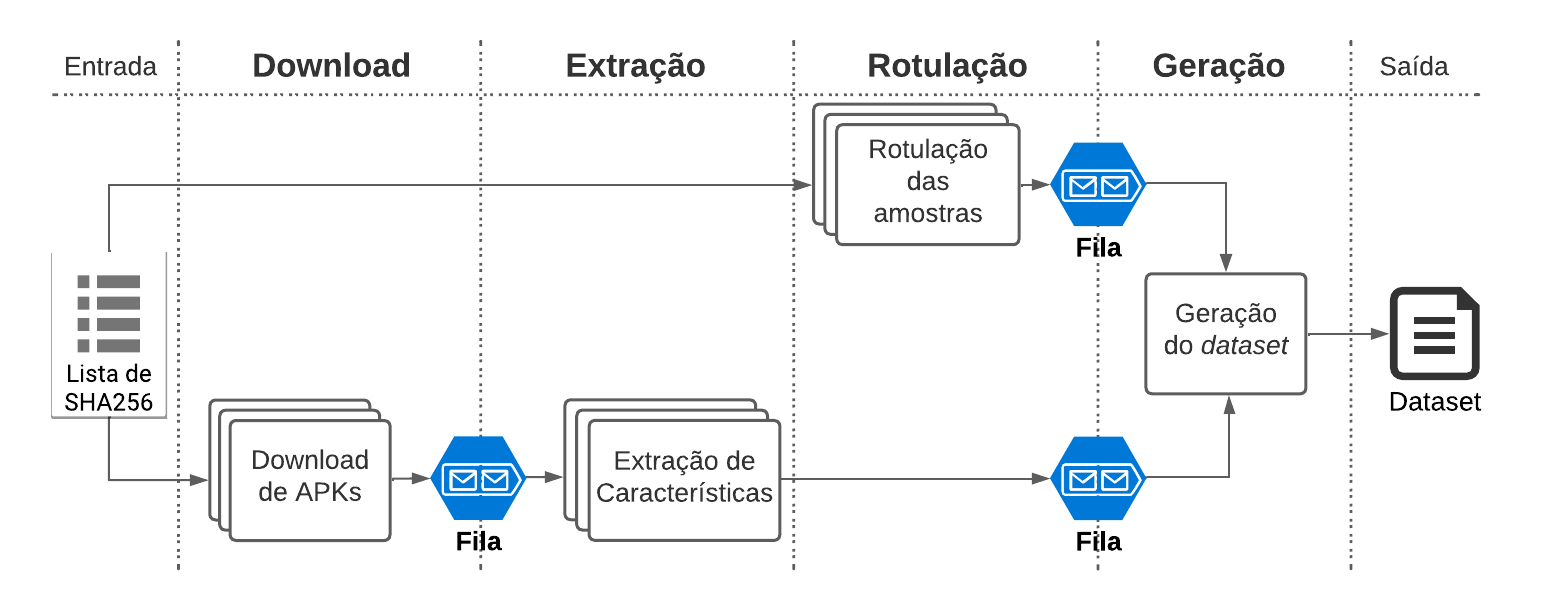 Entrada
Download
Extração
Rotulação
Geração
Saída
Rotulação
das
amostras
Fila
Lista de
SHA256
Geração
do dataset
Dataset
Download
de APKs
Fila
Extração de
Características
Fila